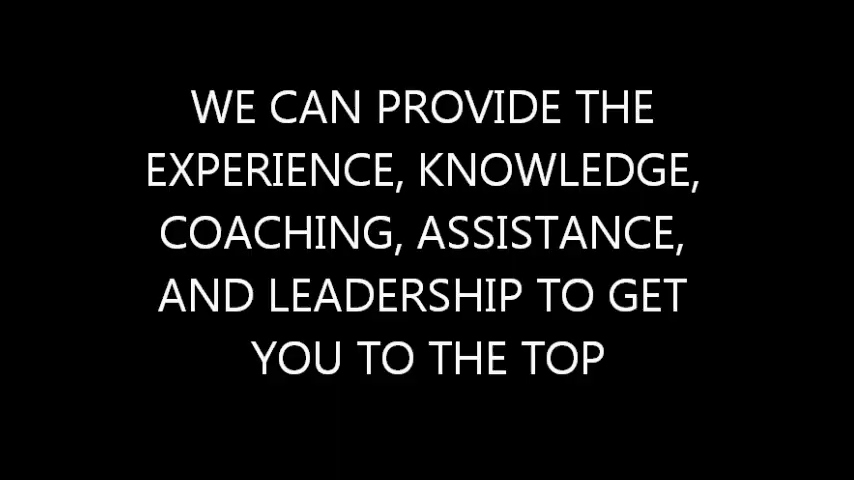 WE CAN PROVIDE THE
EXPERIENCE, KNOWLEDGE,
COACHING, ASSISTANCE,
AND LEADERSHIP TO GET
YOU TO THE TOP